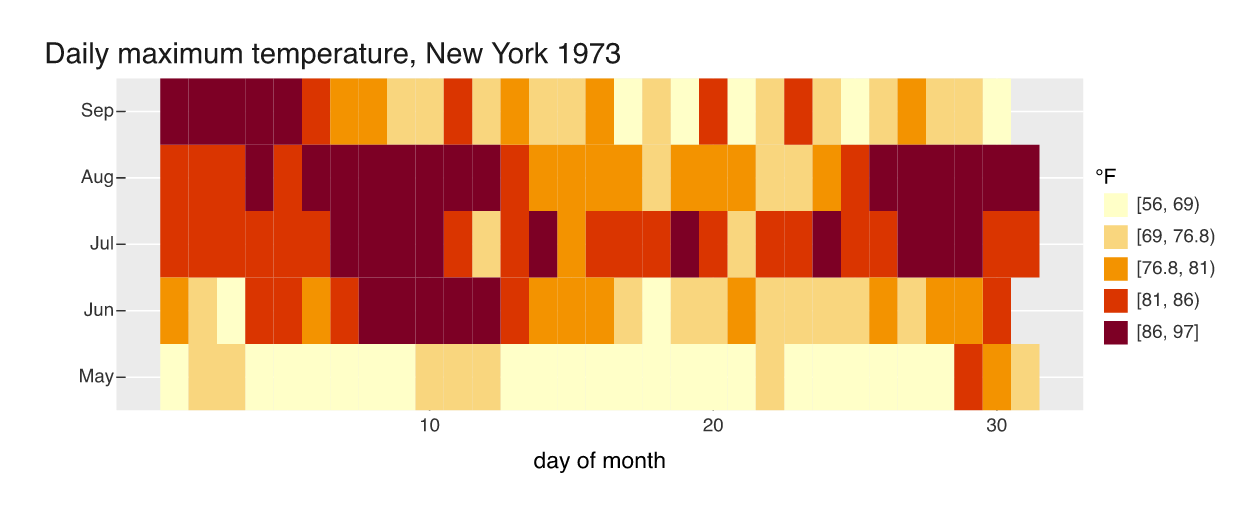 Daily maximum temperature, New York 1973
Sep
Aug
Jul
Jun
May
10 20 30
day of month
°F
[56, 69)
[69, 76.8)
[76.8, 81)
[81, 86)
[86, 97]